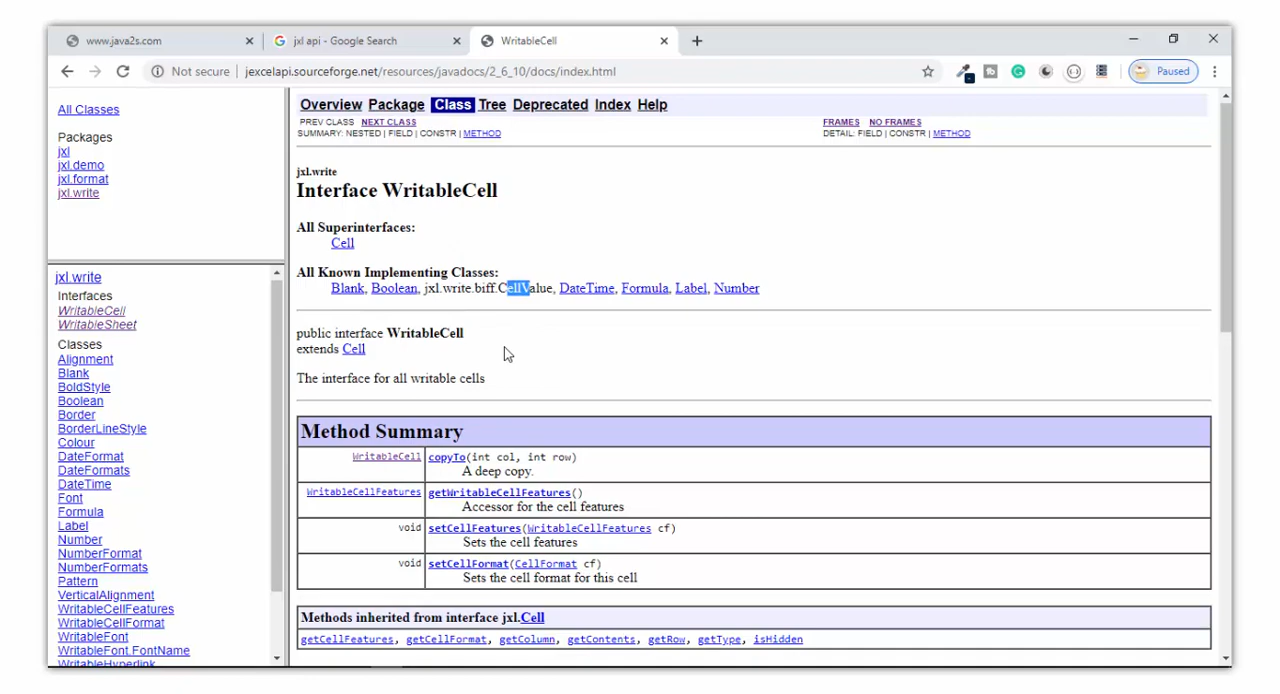 www.java2s.com
jxl api - Google Search
WritableCell
Not secure | jexcelapi.sourceforge.net/resources/javadocs/2_6_10/docs/index.html
Paused
All Classes
Packages
jxl
jxl.demo
jxl.format
jxl.write
jxl.write
Interfaces
WritableCell
WritableSheet
Classes
Alignment
Blank
BoldStyle
Boolean
Border
BorderLineStyle
Colour
DateFormat
DateFormats
DateTime
Font
Formula
Label
Number
NumberFormat
NumberFormats
Pattern
VerticalAlignment
WritableCellFeatures
WritableCellFormat
WritableFont
WritableFont.FontName
WritableHyperlink
Overview Package Class Tree Deprecated Index Help
PREV CLASS NEXT CLASS
FRAMES NO FRAMES
SUMMARY: NESTED | FIELD | CONSTR | METHOD
DETAIL: FIELD | CONSTR | METHOD
jxl.write
Interface WritableCell
All Superinterfaces:
Cell
All Known Implementing Classes:
Blank, Boolean, jxl.write.biff.CellValue, DateTime, Formula, Label, Number
public interface WritableCell
extends Cell
The interface for all writable cells
Method Summary
WritableCell copyTo(int col, int row)
A deep copy.
WritableCellFeatures getWritableCellFeatures()
Accessor for the cell features
void setCellFeatures(WritableCellFeatures cf)
Sets the cell features
void setCellFormat(CellFormat cf)
Sets the cell format for this cell
Methods inherited from interface jxl.Cell
getCellFeatures, getCellFormat, getColumn, getContents, getRow, getType, isHidden